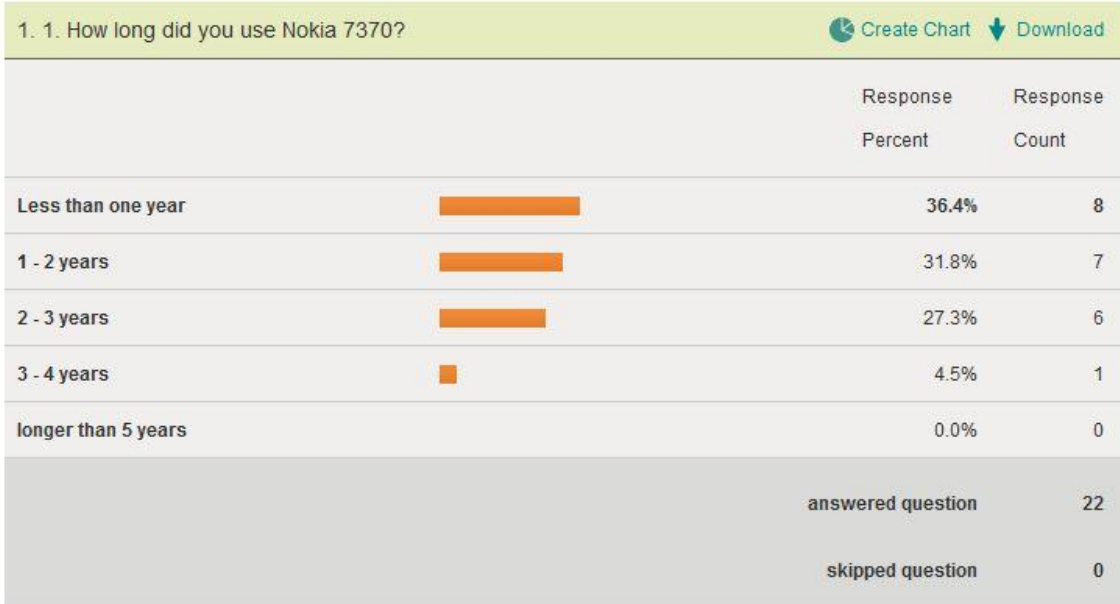 1. 1. How long did you use Nokia 7370? Create Chart Download
Response Response
Percent Count
Less than one year 36.4% 8
1 - 2 years 31.8% 7
2 - 3 years 27.3% 6
3 - 4 years 4.5% 1
longer than 5 years 0.0% 0
answered question 22
skipped question 0